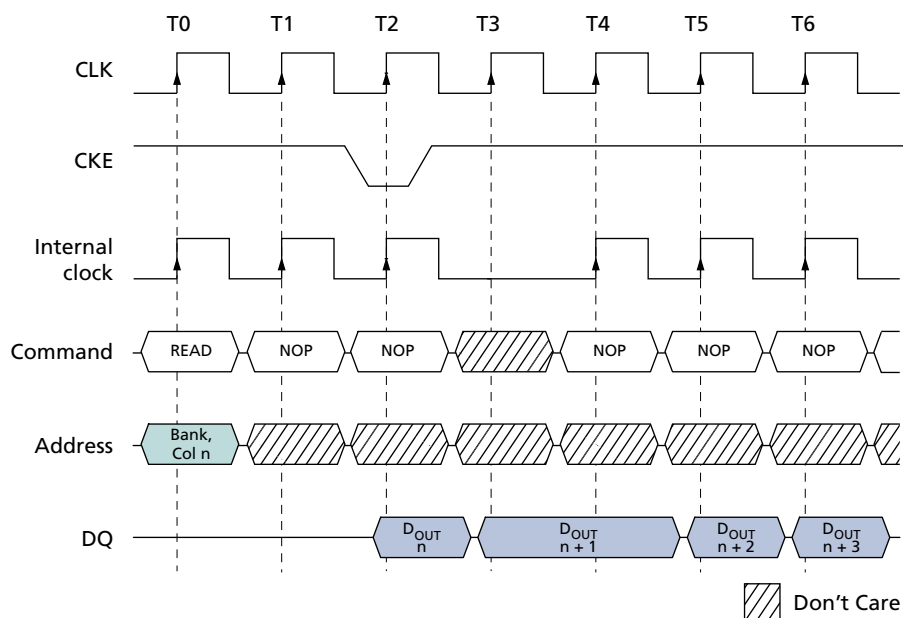 T0 T1 T2 T3 T4 T5 T6
CLK
CKE
Internal
clock
Command READ NOP NOP NOP NOP NOP
Address Bank,
Col n
DQ DOUT
n DOUT
n + 1 DOUT
n + 2 DOUT
n + 3
Don't Care